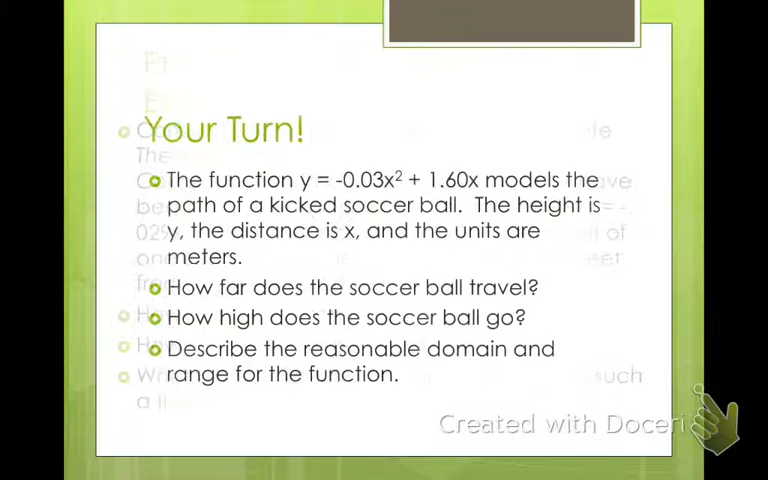 Your Turn!
The function y = -0.03x² + 1.60x models the
path of a kicked soccer ball. The height is
y, the distance is x, and the units are
meters.
How far does the soccer ball travel?
How high does the soccer ball go?
Describe the reasonable domain and
range for the function.
Created with Doceri